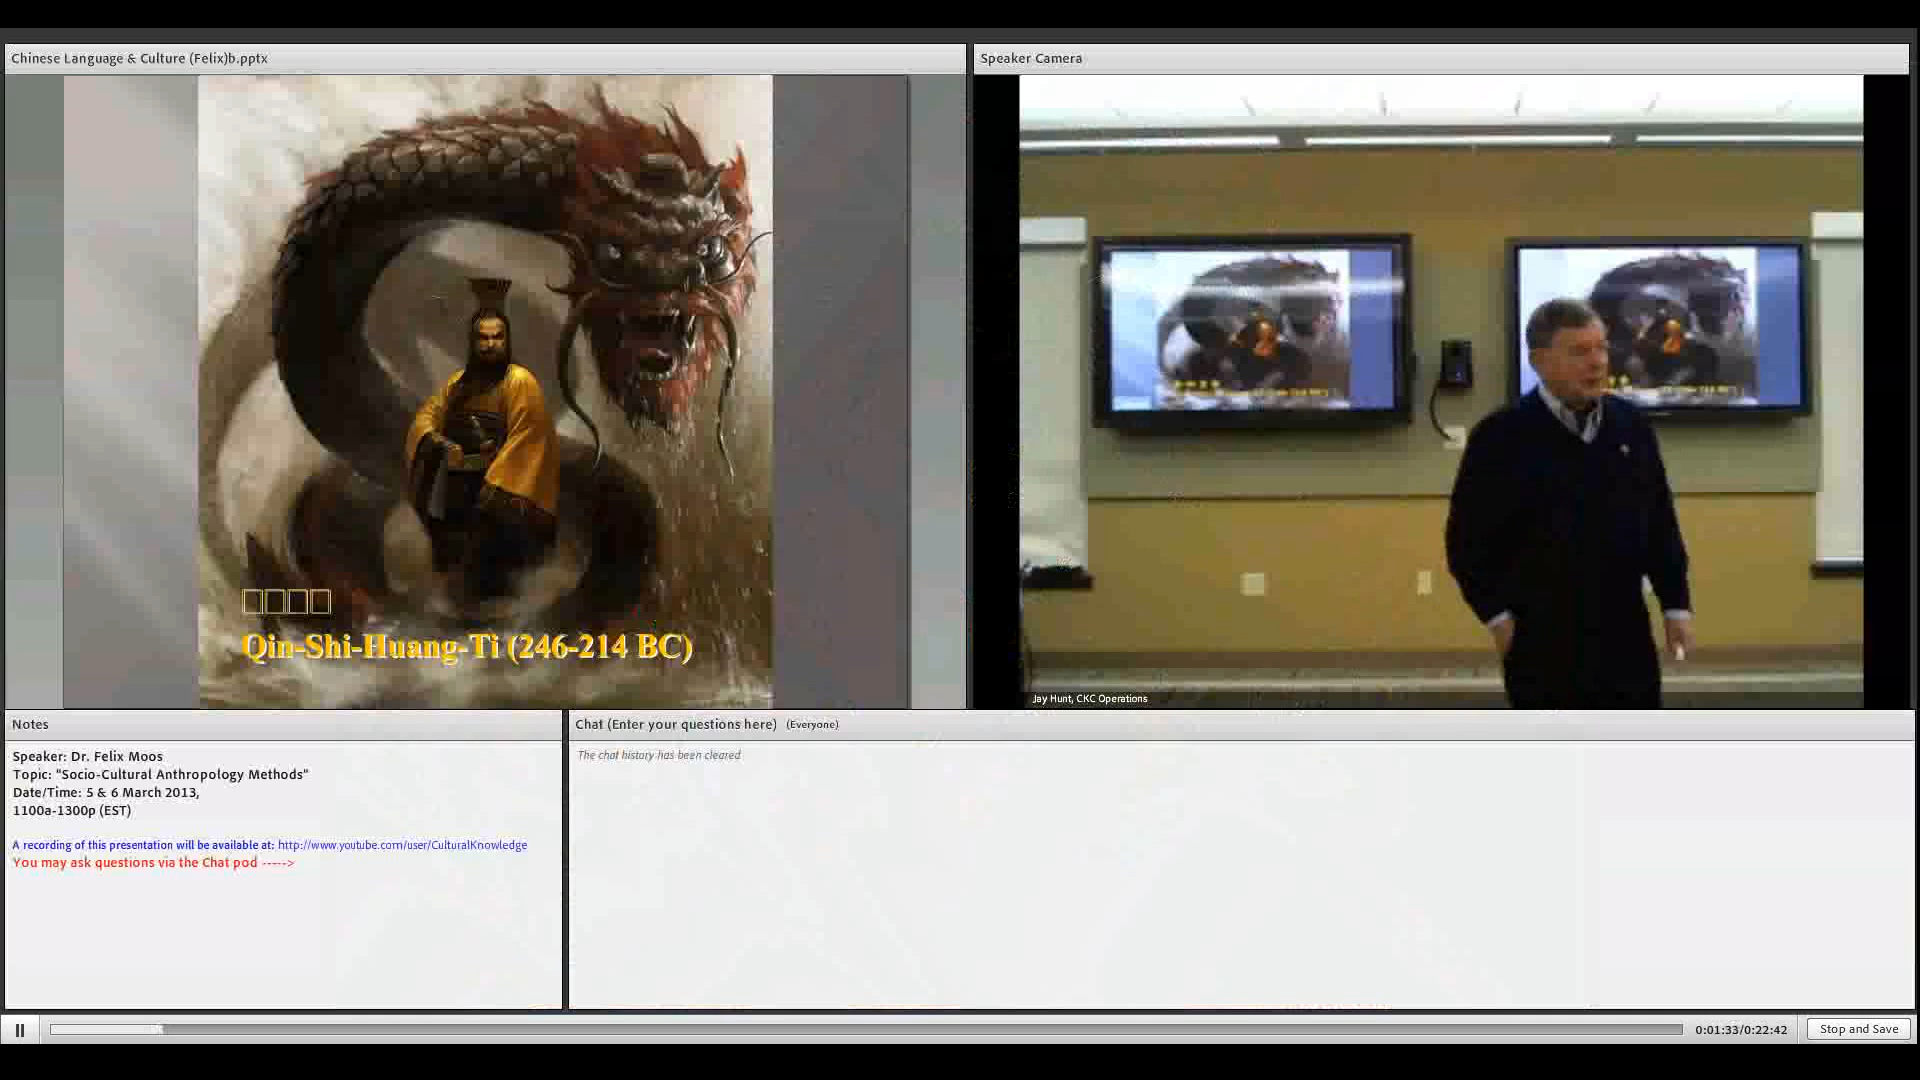 Chinese Language & Culture (Felix)b.pptx
Qin-Shi-Huang-Ti (246-214 BC)
Speaker Camera
Jay Hunt, CKC Operations
Notes
Speaker: Dr. Felix Moos
Topic: "Socio-Cultural Anthropology Methods"
Date/Time: 5 & 6 March 2013,
1100a-1300p (EST)
A recording of this presentation will be available at: http://www.youtube.com/user/CulturalKnowledge
You may ask questions via the Chat pod ----->
Chat (Enter your questions here) (Everyone)
The chat history has been cleared
0:01:33/0:22:42
Stop and Save